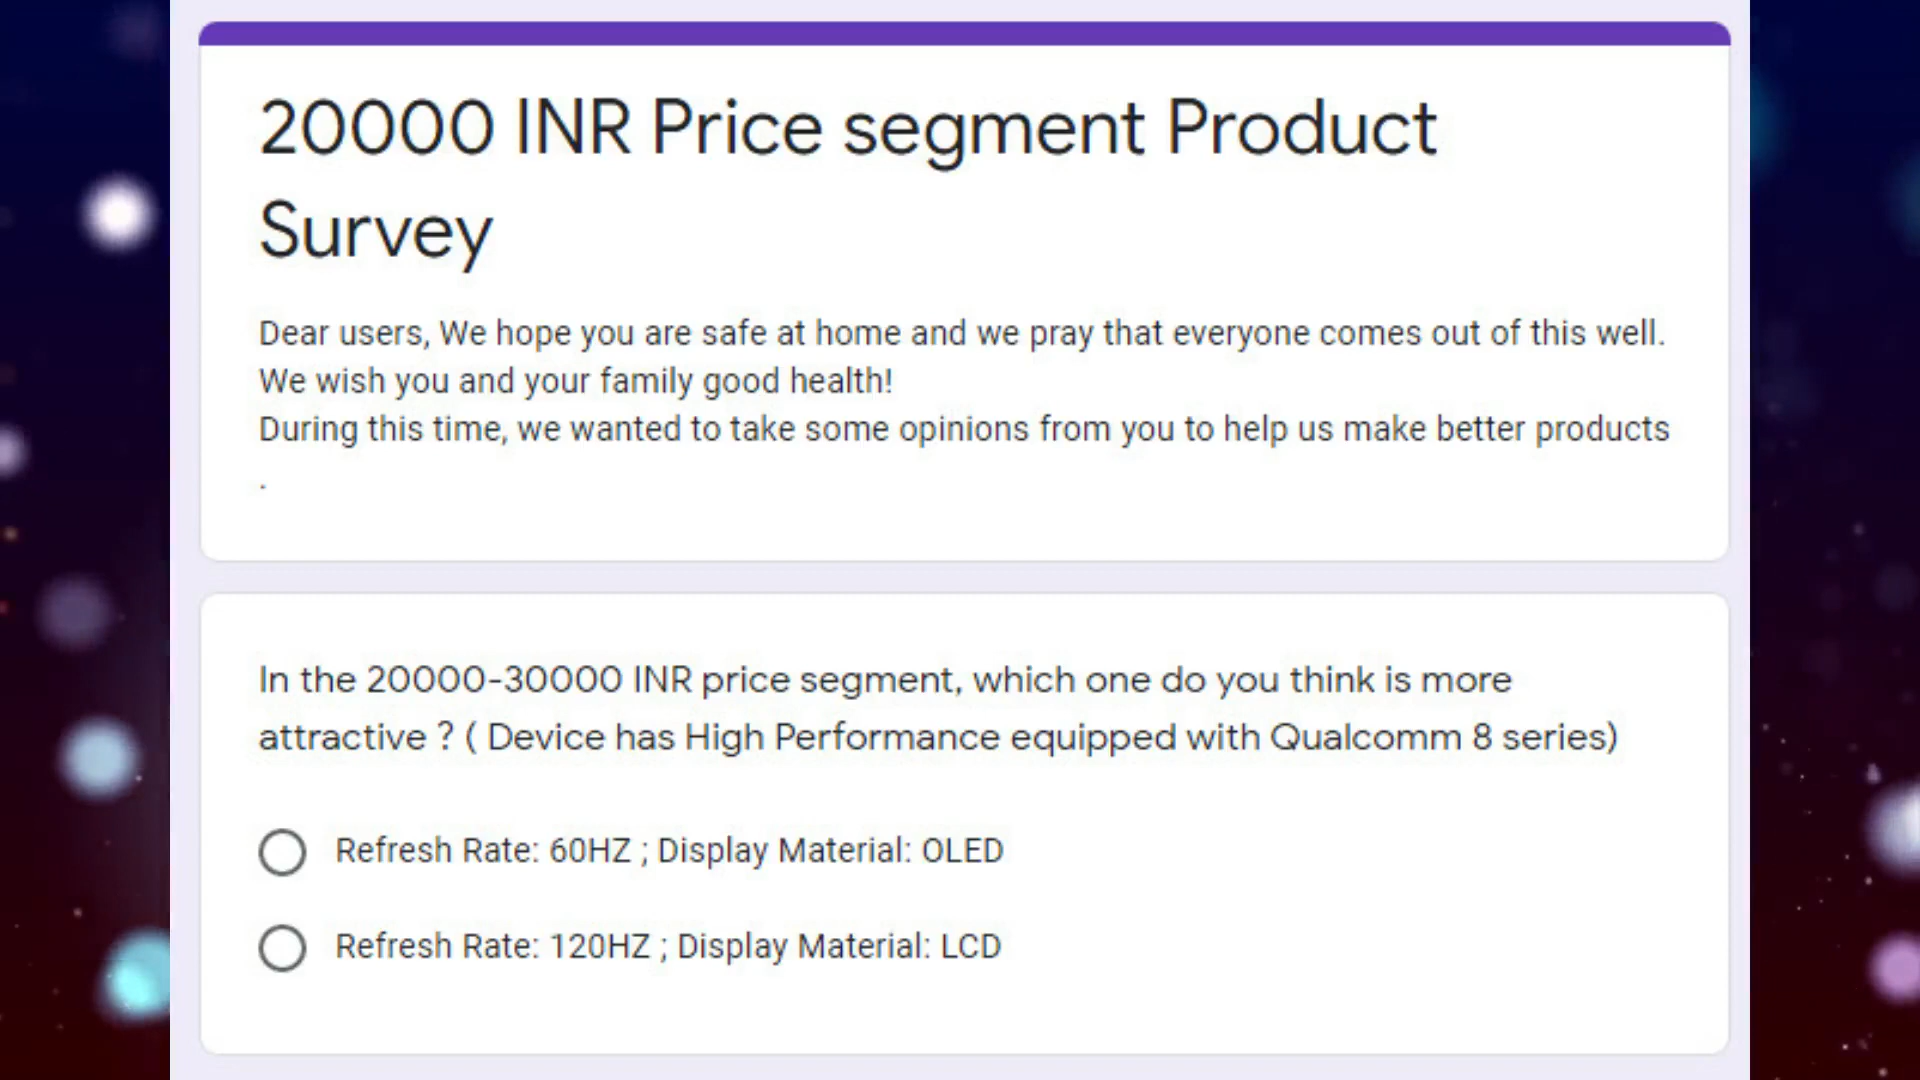 20000 INR Price segment Product
Survey
Dear users, We hope you are safe at home and we pray that everyone comes out of this well.
We wish you and your family good health!
During this time, we wanted to take some opinions from you to help us make better products
.
In the 20000-30000 INR price segment, which one do you think is more
attractive ? ( Device has High Performance equipped with Qualcomm 8 series)
Refresh Rate: 60HZ ; Display Material: OLED
Refresh Rate: 120HZ ; Display Material: LCD